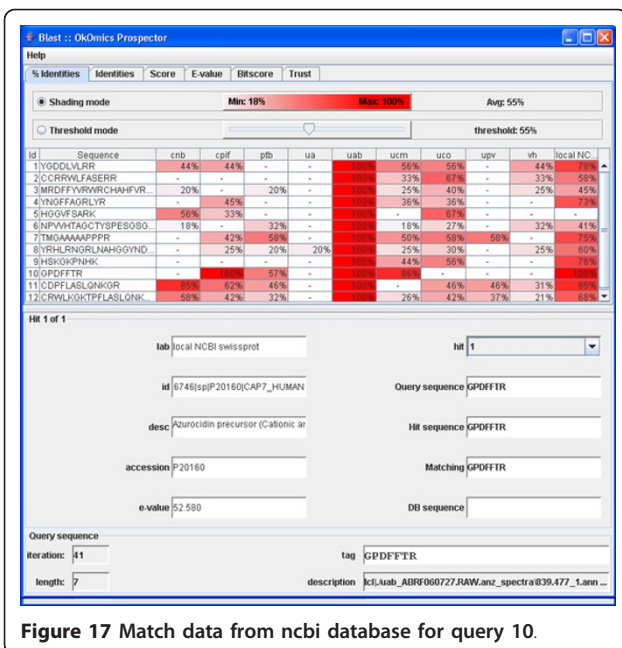 Blast :: OkOmics Prospector
Help
% Identities Identities Score E-value Bitscore Trust
Shading mode Min: 18% Max: 100% Avg: 55%
Threshold mode threshold: 55%
Id Sequence cnb cpif ptb ua uab ucm uco upv vh local NC...
1 YGDDLVLRR 44% 44% - - 100% 56% 56% - 44% 78%
2 CCRRWLFASERR - - - - 100% 33% 67% - 33% 58%
3 MRDFFYVRWRCHAHFVR... 20% - 20% - 100% 25% 40% - 25% 45%
4 YNGFFAGRLYR - 45% - - 100% 36% 36% - - 73%
5 HGGVFSARK 56% 33% - - 100% - 67% - - -
6 NPVVHTAGCTYSPESGSG... 18% - 32% - 100% 18% 27% - 32% 41%
7 TMGAAAAAPPPR - 42% 58% - 100% 50% 58% 58% - 75%
8 YRHLRNGRLNAHGGYND... - 25% 20% 20% 100% 25% 30% - 25% 60%
9 HSKGKPNHK - - - - 100% 44% 56% - - 78%
10 GPDFFTR - 100% 57% - 100% 86% - - - 100%
11 CDPFLASLQNKGR 85% 62% 46% - 100% - 46% 46% 31% 85%
12 CRWLKGKTPFLASLQNK... 58% 42% 32% - 100% 26% 42% 37% 21% 68%
Hit 1 of 1
lab local NCBI swissprot hit 1
id 6746|sp|P20160|CAP7_HUMAN Query sequence GPDFFTR
desc Azurocidin precursor (Cationic ar Hit sequence GPDFFTR
accession P20160 Matching GPDFFTR
e-value 52.580 DB sequence
Query sequence
iteration: 41 tag GPDFFTR
length: 7 description lcl|./uab_ABRF060727.RAW.anz_spectra\839.477_1.ann ...
Figure 17 Match data from ncbi database for query 10.